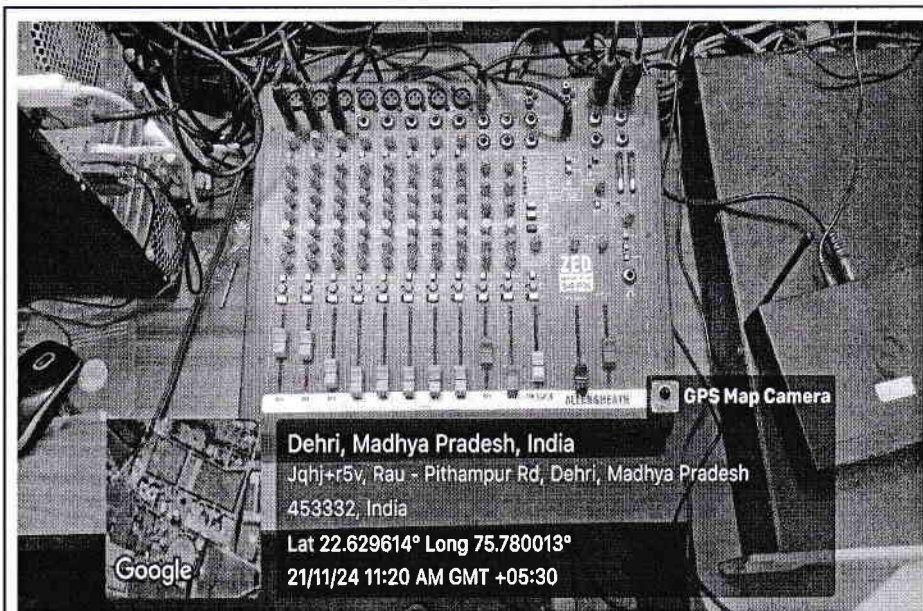 ZED
ALLEN&HEATH
GPS Map Camera
Dehri, Madhya Pradesh, India
Jqhj+r5v, Rau - Pithampur Rd, Dehri, Madhya Pradesh
453332, India
Lat 22.629614° Long 75.780013°
21/11/24 11:20 AM GMT +05:30
Google